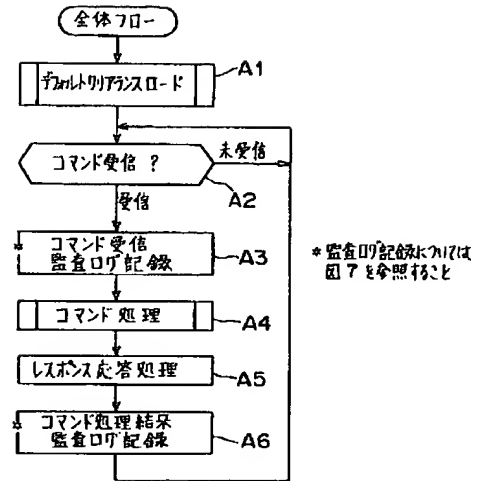 全体フロー
デフォルトクリアランスロード
A1
コマンド受信?
未受信
A2
受信
* コマンド受信
監査ログ記録
A3
*監査ログ記録については
図7を参照すること
コマンド処理
A4
レスポンス応答処理
A5
* コマンド処理結果
監査ログ記録
A6